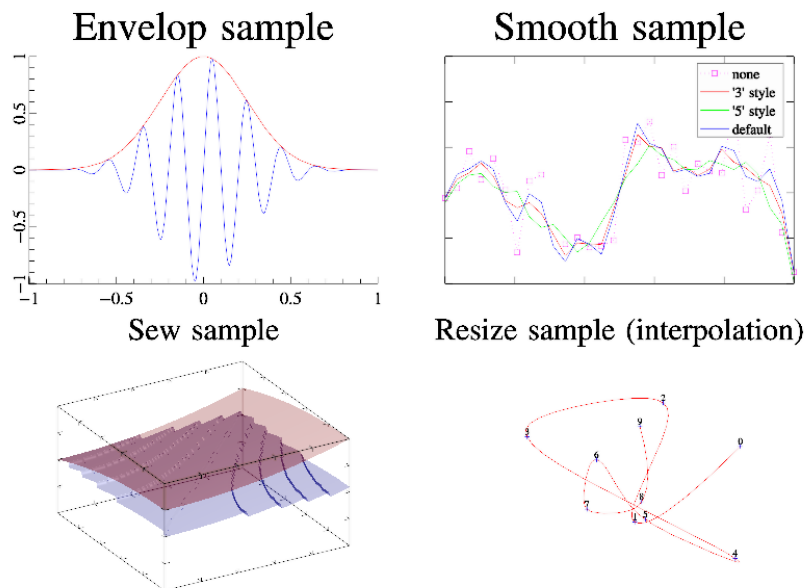 Envelop sample
1
0.5
0
−0.5
−1
−1
−0.5
0
0.5
1
Smooth sample
none
'3' style
'5' style
default
Sew sample
Resize sample (interpolation)
2
9
3
0
6
8
7
1
5
4